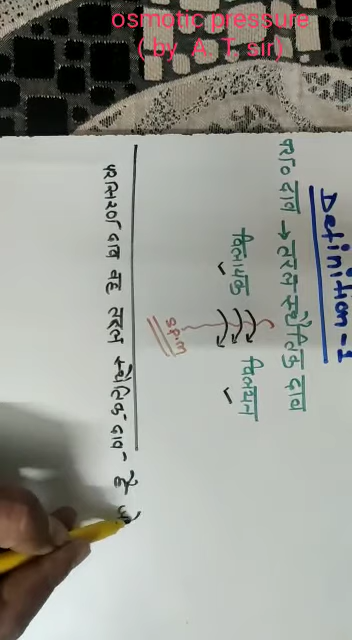 osmotic pressure
( by A. T. sir)
Definition-1
परा० दाब → तरल स्थैतिक दाब
विलायक विलयन
✓ ✓
S.P.M
परासरण दाब वह तरल स्थैतिक दाब है